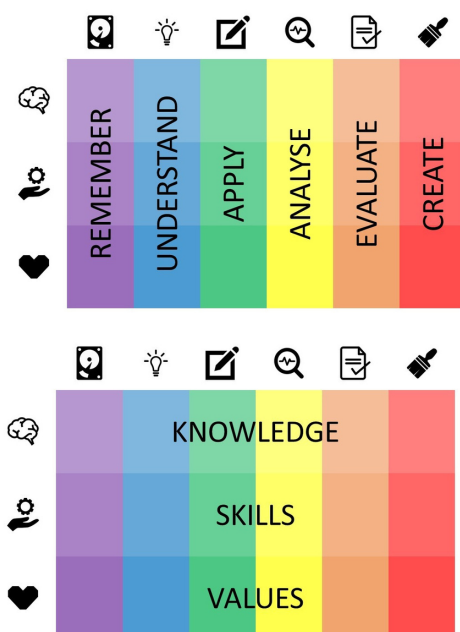 REMEMBER
UNDERSTAND
APPLY
ANALYSE
EVALUATE
CREATE
KNOWLEDGE
SKILLS
VALUES